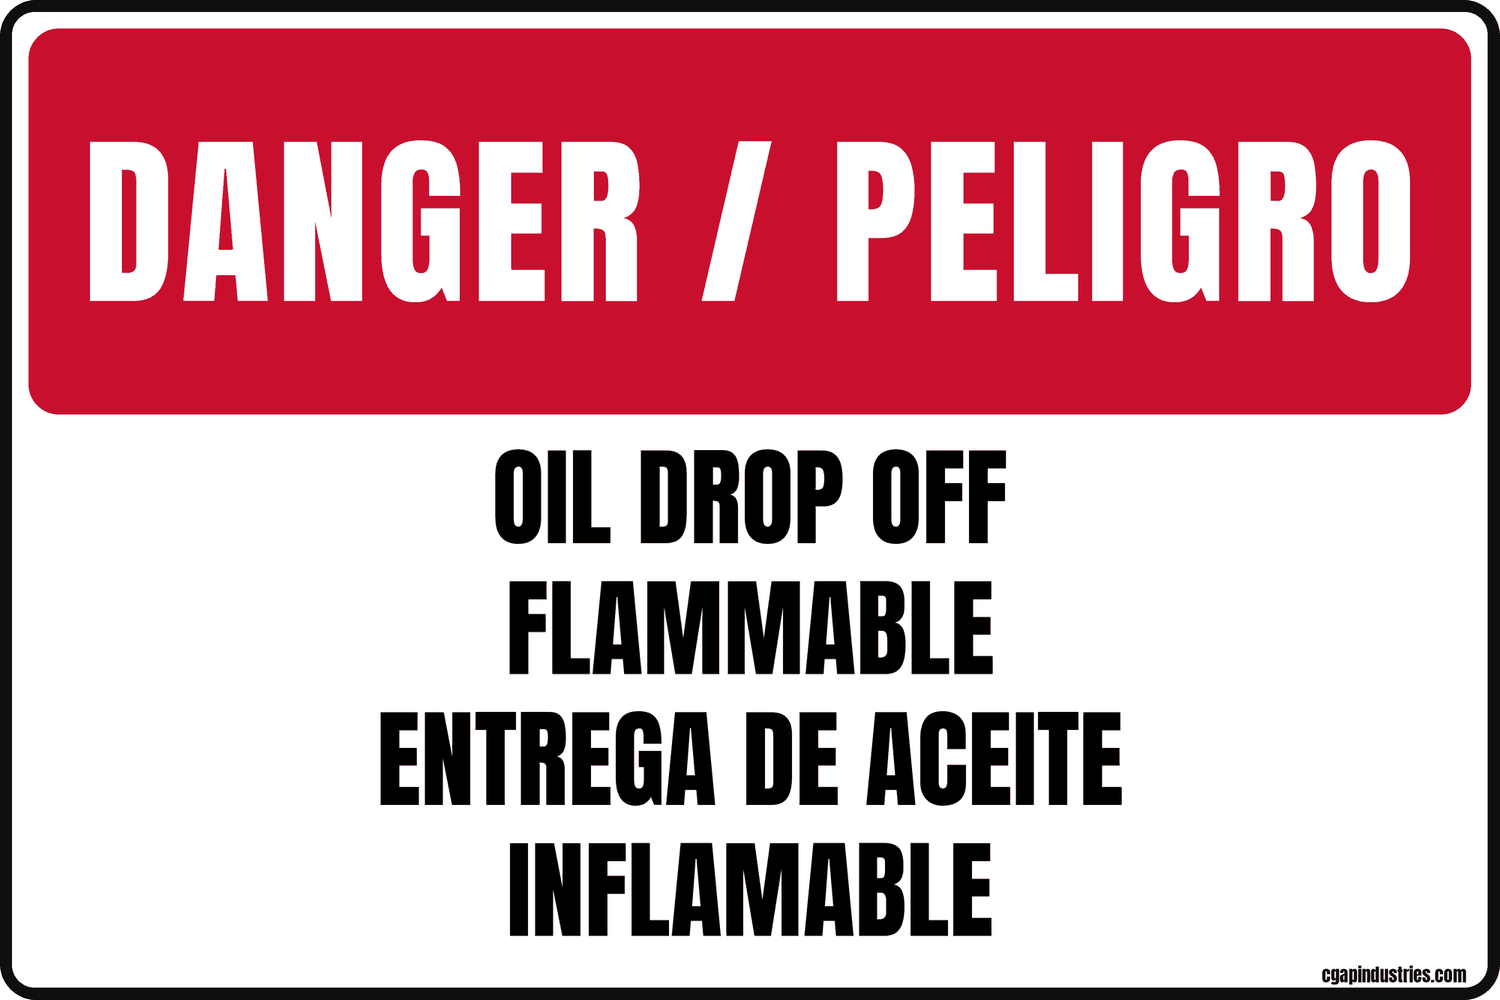 DANGER / PELIGRO
OIL DROP OFF
FLAMMABLE
ENTREGA DE ACEITE
INFLAMABLE
cgapindustries.com